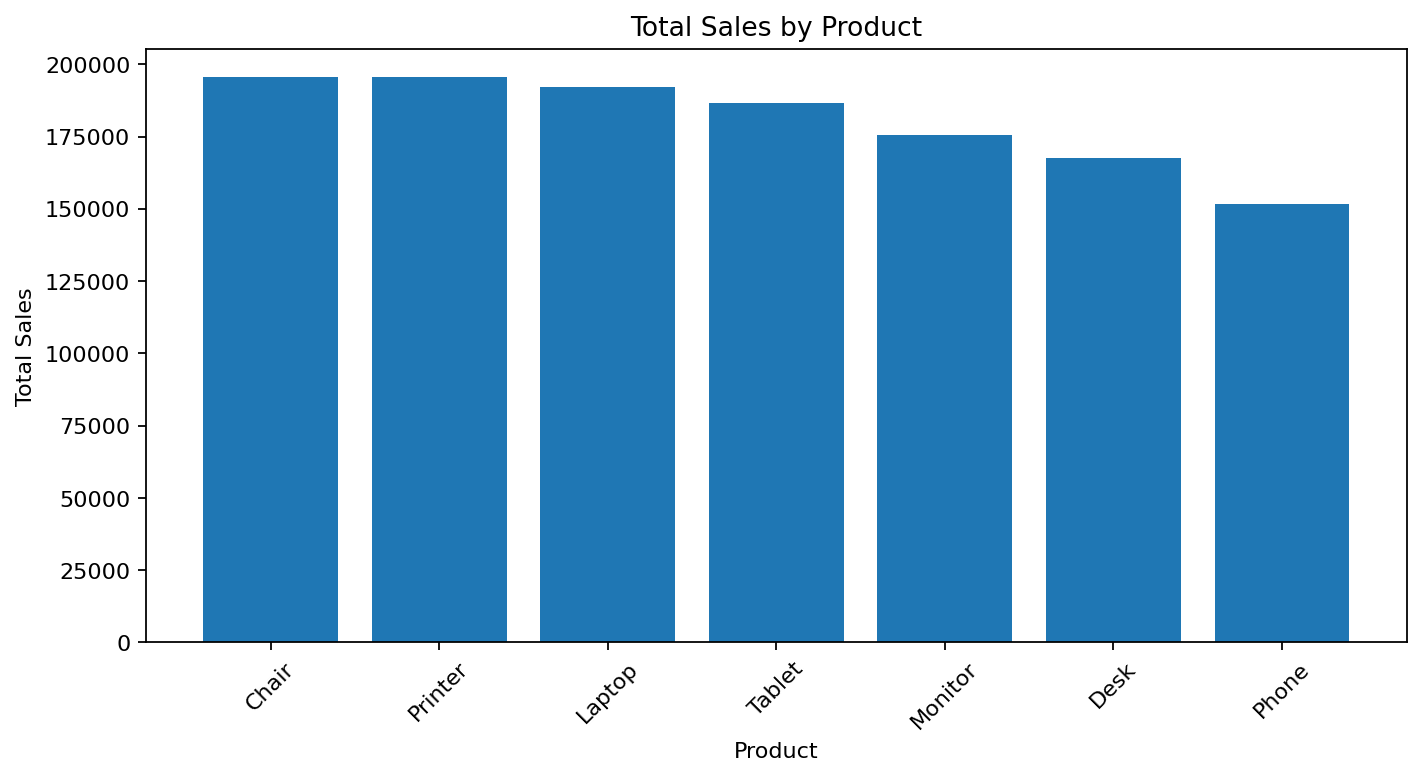 Total Sales by Product
Total Sales
200000
175000
150000
125000
100000
75000
50000
25000
0
Chair
Printer
Laptop
Tablet
Monitor
Desk
Phone
Product